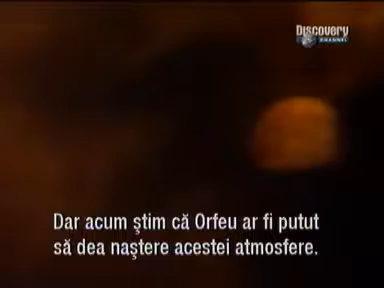 Discovery
CHANNEL
Dar acum ştim că Orfeu ar fi putut
să dea naştere acestei atmosfere.